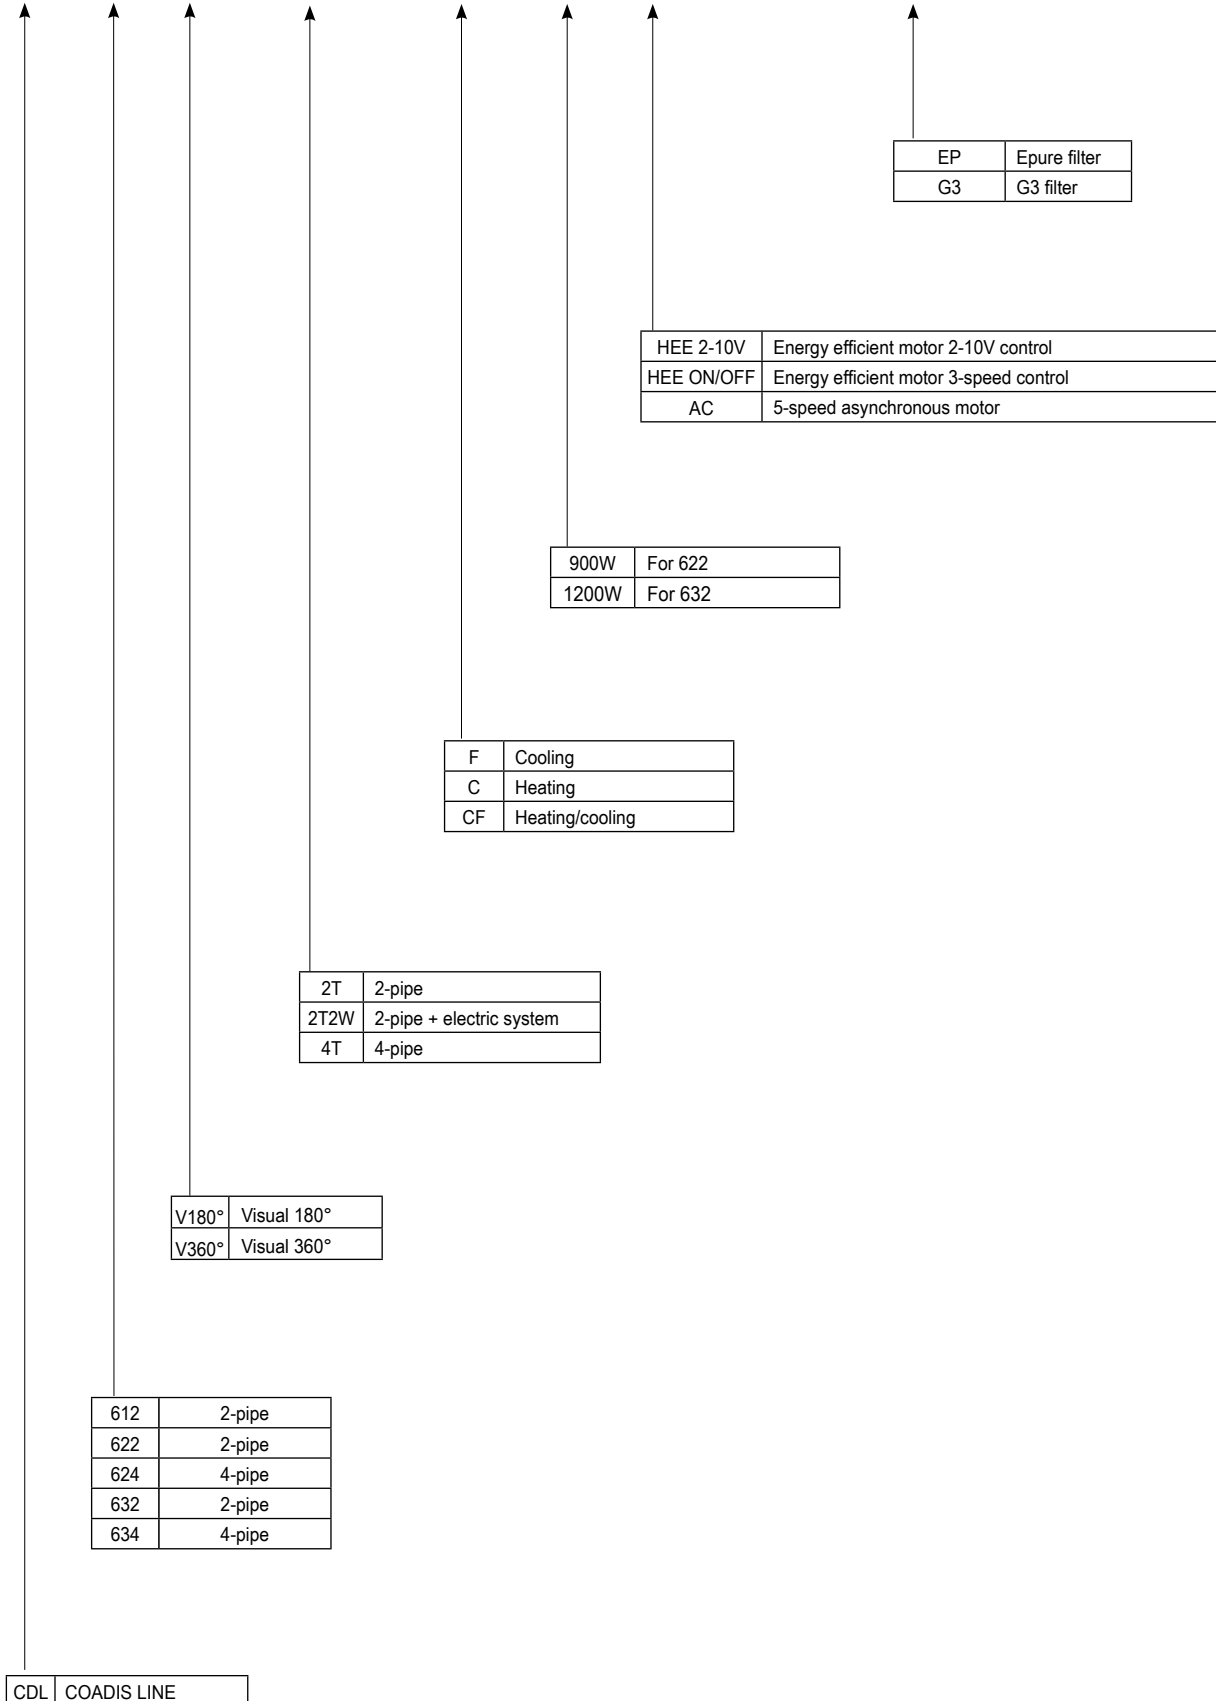 EP Epure filter
G3 G3 filter
HEE 2-10V Energy efficient motor 2-10V control
HEE ON/OFF Energy efficient motor 3-speed control
AC 5-speed asynchronous motor
900W For 622
1200W For 632
F Cooling
C Heating
CF Heating/cooling
2T 2-pipe
2T2W 2-pipe + electric system
4T 4-pipe
V180° Visual 180°
V360° Visual 360°
612 2-pipe
622 2-pipe
624 4-pipe
632 2-pipe
634 4-pipe
CDL COADIS LINE